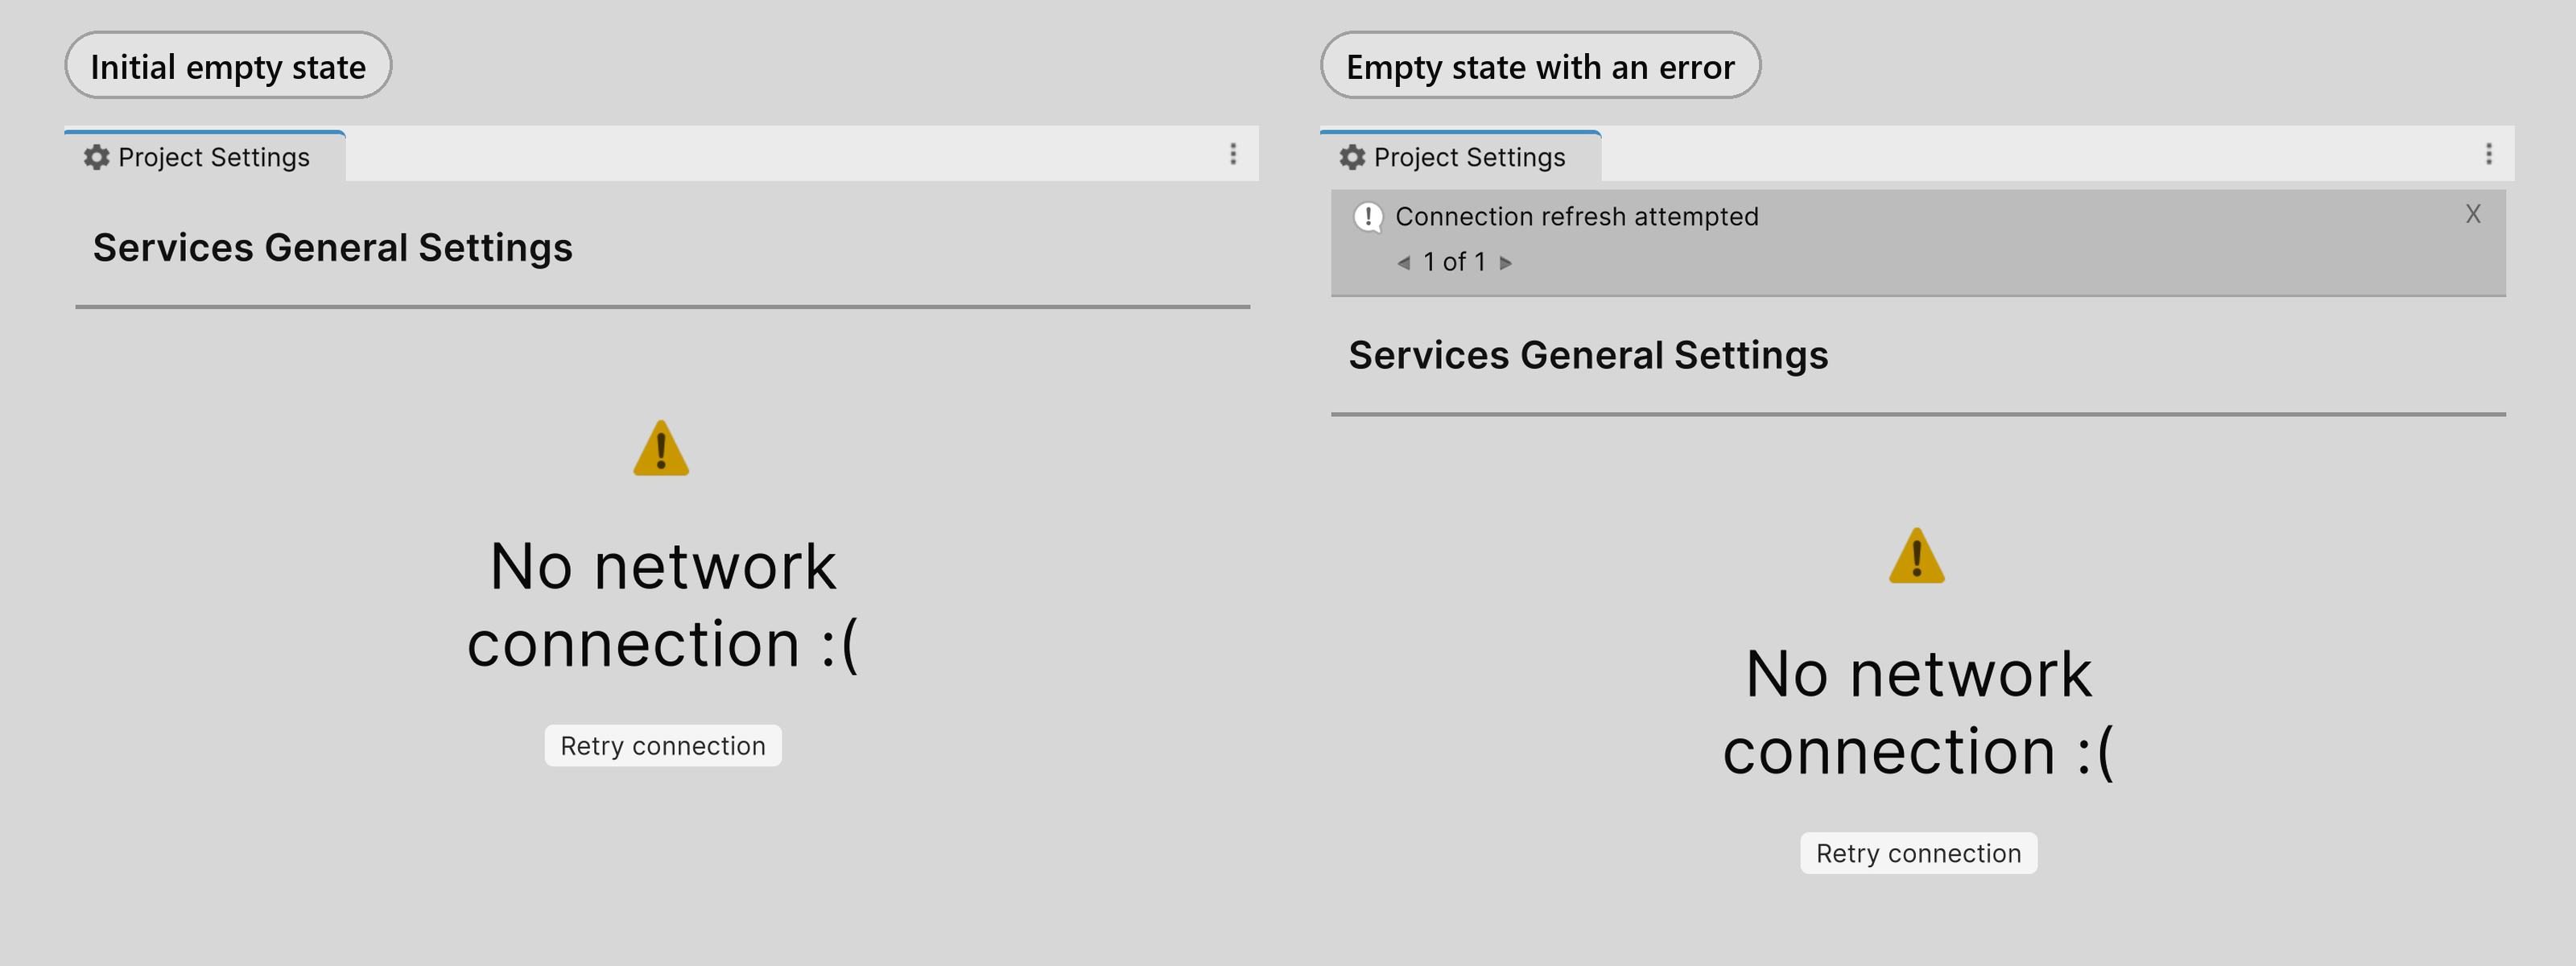 Initial empty state
Project Settings
Services General Settings
No network
connection :(
Retry connection
Empty state with an error
Project Settings
Connection refresh attempted
X
1 of 1
Services General Settings
No network
connection :(
Retry connection